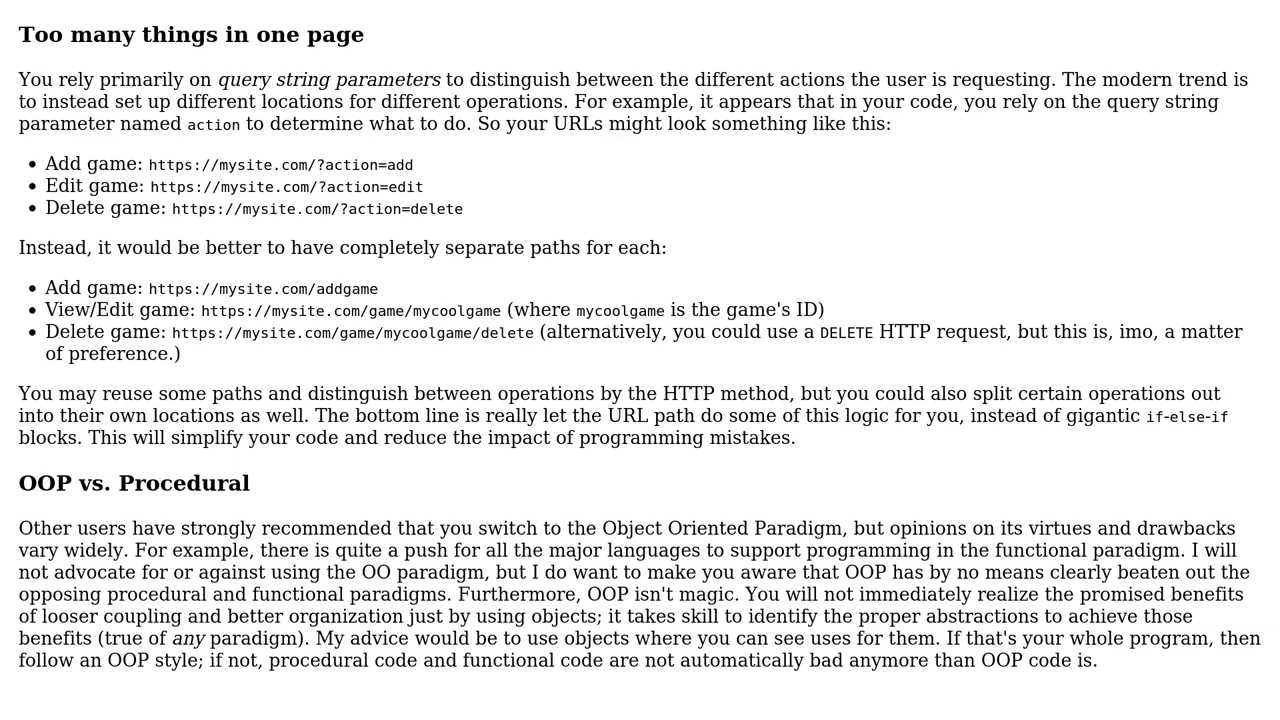 Too many things in one page
You rely primarily on query string parameters to distinguish between the different actions the user is requesting. The modern trend is
to instead set up different locations for different operations. For example, it appears that in your code, you rely on the query string
parameter named action to determine what to do. So your URLs might look something like this:
• Add game: https://mysite.com/?action=add
• Edit game: https://mysite.com/?action=edit
• Delete game: https://mysite.com/?action=delete
Instead, it would be better to have completely separate paths for each:
• Add game: https://mysite.com/addgame
• View/Edit game: https://mysite.com/game/mycoolgame (where mycoolgame is the game's ID)
• Delete game: https://mysite.com/game/mycoolgame/delete (alternatively, you could use a DELETE HTTP request, but this is, imo, a matter
of preference.)
You may reuse some paths and distinguish between operations by the HTTP method, but you could also split certain operations out
into their own locations as well. The bottom line is really let the URL path do some of this logic for you, instead of gigantic if-else-if
blocks. This will simplify your code and reduce the impact of programming mistakes.
OOP vs. Procedural
Other users have strongly recommended that you switch to the Object Oriented Paradigm, but opinions on its virtues and drawbacks
vary widely. For example, there is quite a push for all the major languages to support programming in the functional paradigm. I will
not advocate for or against using the OO paradigm, but I do want to make you aware that OOP has by no means clearly beaten out the
opposing procedural and functional paradigms. Furthermore, OOP isn't magic. You will not immediately realize the promised benefits
of looser coupling and better organization just by using objects; it takes skill to identify the proper abstractions to achieve those
benefits (true of any paradigm). My advice would be to use objects where you can see uses for them. If that's your whole program, then
follow an OOP style; if not, procedural code and functional code are not automatically bad anymore than OOP code is.